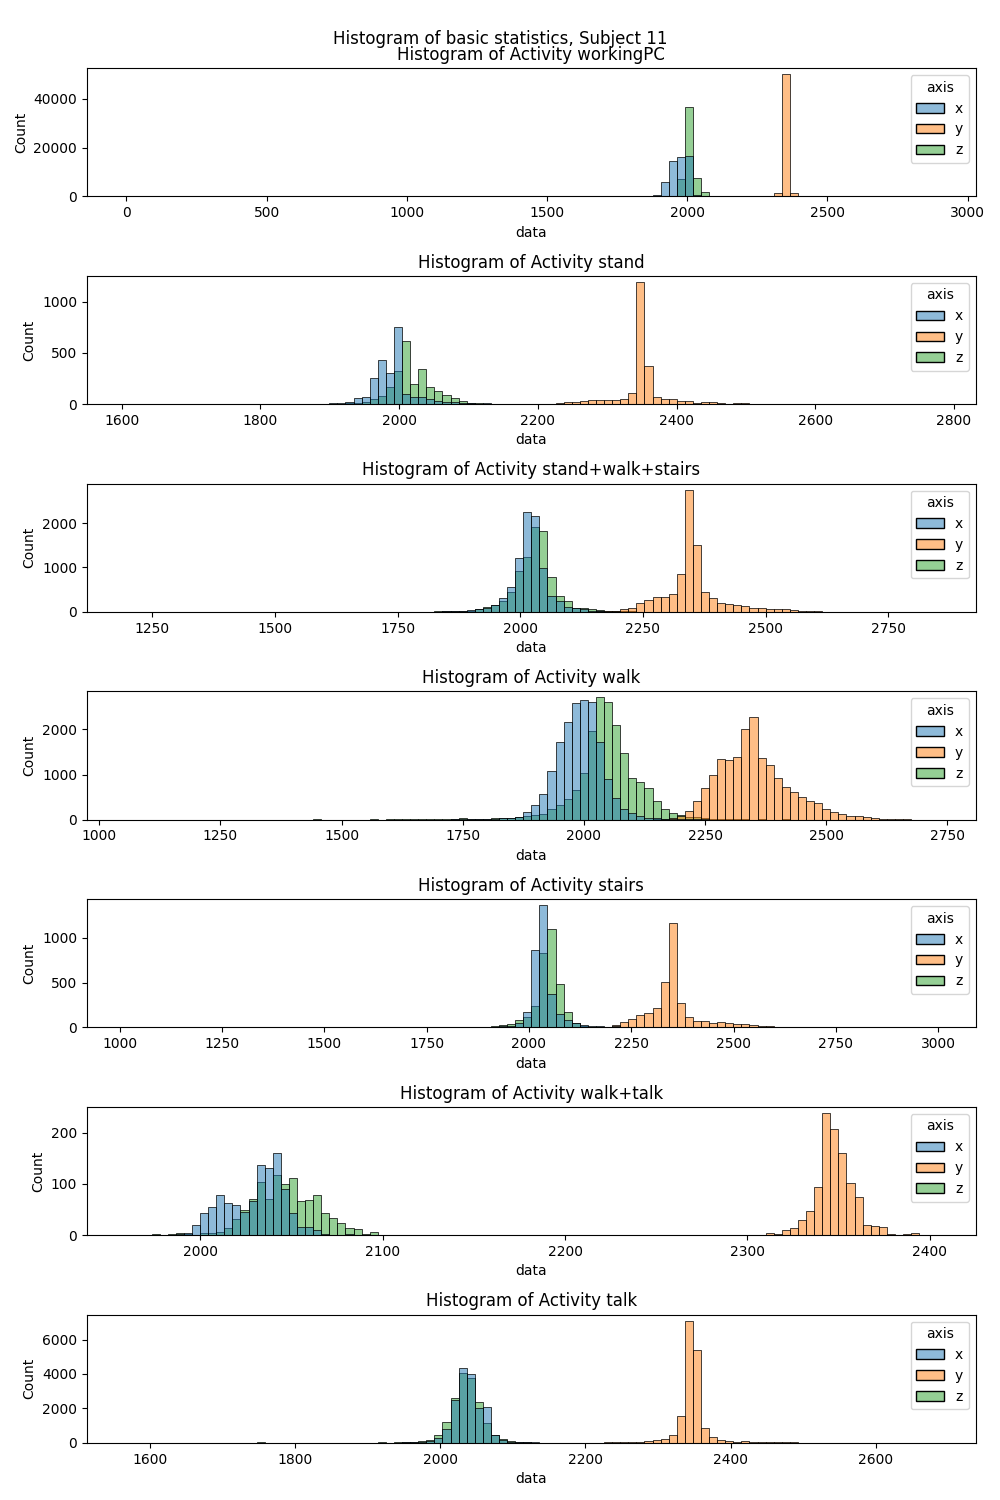 Histogram of basic statistics, Subject 11
Histogram of Activity workingPC
axis
x
y
z
Count
40000
20000
0
0 500 1000 1500 2000 2500 3000
data
Histogram of Activity stand
axis
x
y
z
Count
1000
500
0
1600 1800 2000 2200 2400 2600 2800
data
Histogram of Activity stand+walk+stairs
axis
x
y
z
Count
2000
1000
0
1250 1500 1750 2000 2250 2500 2750
data
Histogram of Activity walk
axis
x
y
z
Count
2000
1000
0
1000 1250 1500 1750 2000 2250 2500 2750
data
Histogram of Activity stairs
axis
x
y
z
Count
1000
500
0
1000 1250 1500 1750 2000 2250 2500 2750 3000
data
Histogram of Activity walk+talk
axis
x
y
z
Count
200
100
0
2000 2100 2200 2300 2400
data
Histogram of Activity talk
axis
x
y
z
Count
6000
4000
2000
0
1600 1800 2000 2200 2400 2600
data